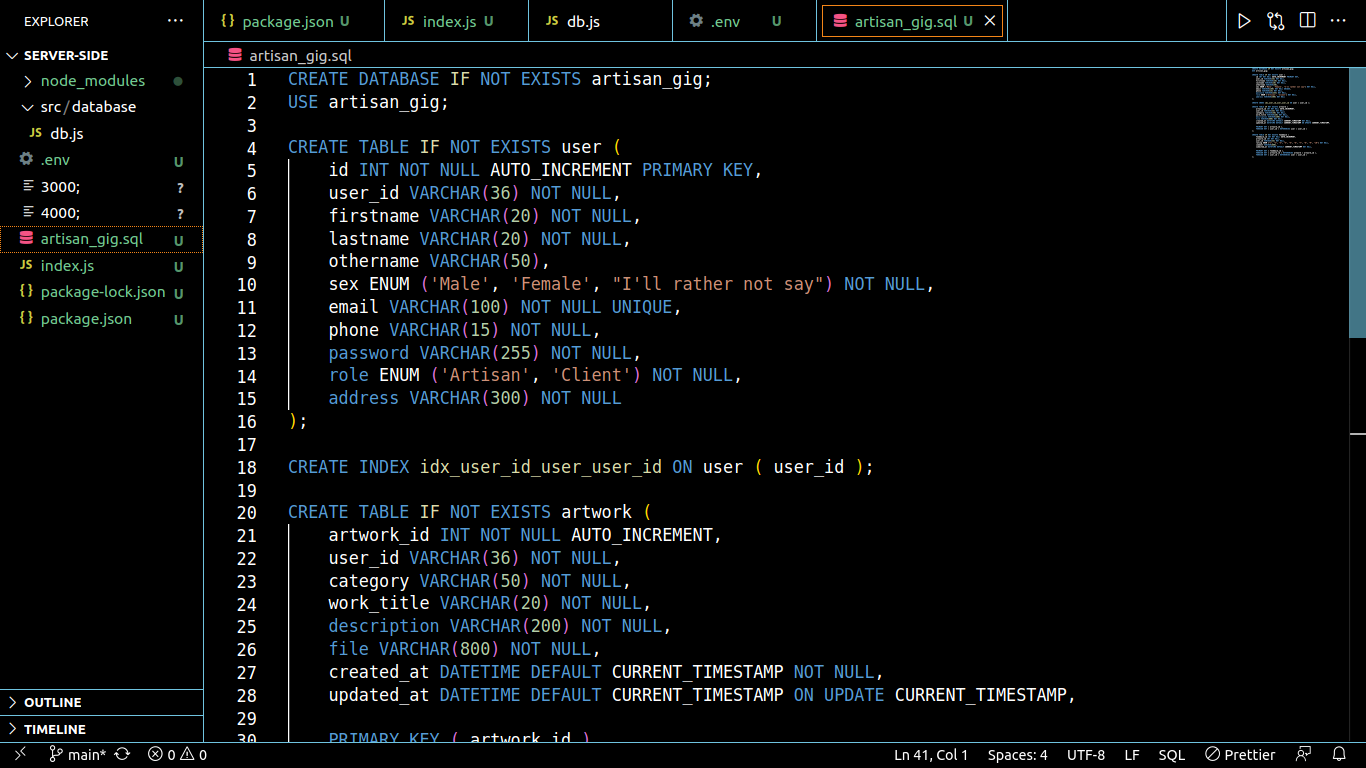 EXPLORER
SERVER-SIDE
node_modules
src/database
JS db.js
.env U
3000; ?
4000; ?
artisan_gig.sql U
JS index.js U
{} package-lock.json U
{} package.json U
OUTLINE
TIMELINE
{} package.json U JS index.js U JS db.js .env U artisan_gig.sql U
artisan_gig.sql
1 CREATE DATABASE IF NOT EXISTS artisan_gig;
2 USE artisan_gig;
3
4 CREATE TABLE IF NOT EXISTS user (
5 id INT NOT NULL AUTO_INCREMENT PRIMARY KEY,
6 user_id VARCHAR(36) NOT NULL,
7 firstname VARCHAR(20) NOT NULL,
8 lastname VARCHAR(20) NOT NULL,
9 othername VARCHAR(50),
10 sex ENUM ('Male', 'Female', "I'll rather not say") NOT NULL,
11 email VARCHAR(100) NOT NULL UNIQUE,
12 phone VARCHAR(15) NOT NULL,
13 password VARCHAR(255) NOT NULL,
14 role ENUM ('Artisan', 'Client') NOT NULL,
15 address VARCHAR(300) NOT NULL
16 );
17
18 CREATE INDEX idx_user_id_user_user_id ON user ( user_id );
19
20 CREATE TABLE IF NOT EXISTS artwork (
21 artwork_id INT NOT NULL AUTO_INCREMENT,
22 user_id VARCHAR(36) NOT NULL,
23 category VARCHAR(50) NOT NULL,
24 work_title VARCHAR(20) NOT NULL,
25 description VARCHAR(200) NOT NULL,
26 file VARCHAR(800) NOT NULL,
27 created_at DATETIME DEFAULT CURRENT_TIMESTAMP NOT NULL,
28 updated_at DATETIME DEFAULT CURRENT_TIMESTAMP ON UPDATE CURRENT_TIMESTAMP,
29
30 PRIMARY KEY ( artwork_id )
main* 0 0 Ln 41, Col 1 Spaces: 4 UTF-8 LF SQL Prettier